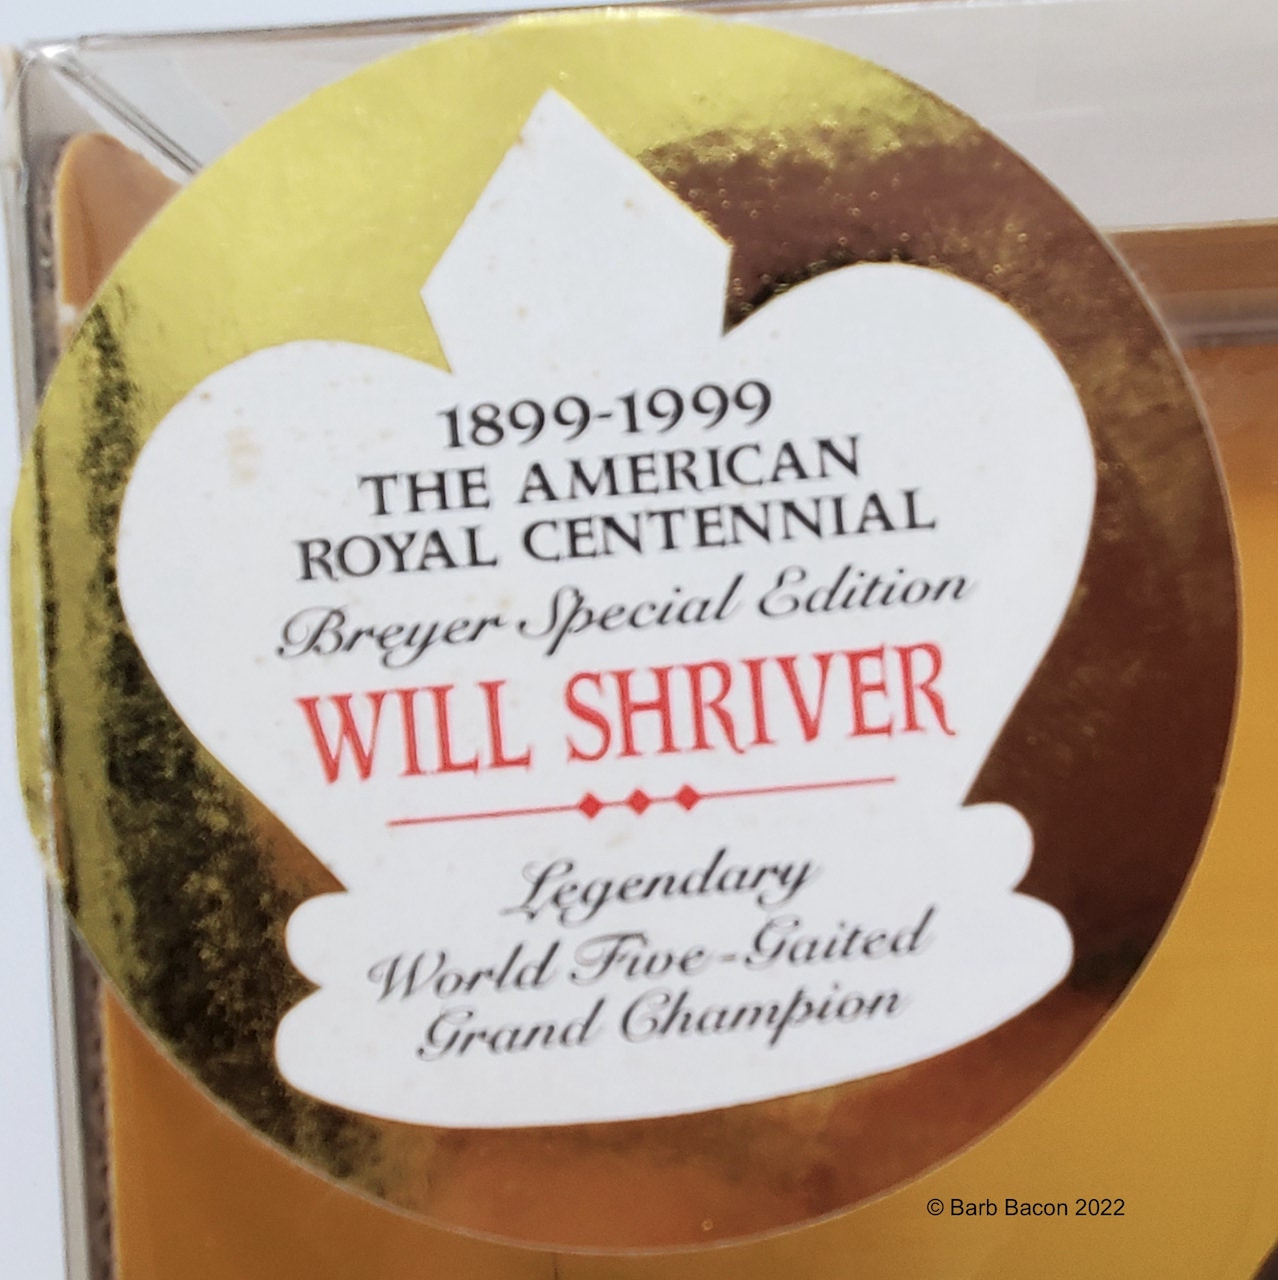 1899-1999
THE AMERICAN
ROYAL CENTENNIAL
Breyer Special Edition
WILL SHRIVER
Legendary
World Five-Gaited
Grand Champion
© Barb Bacon 2022